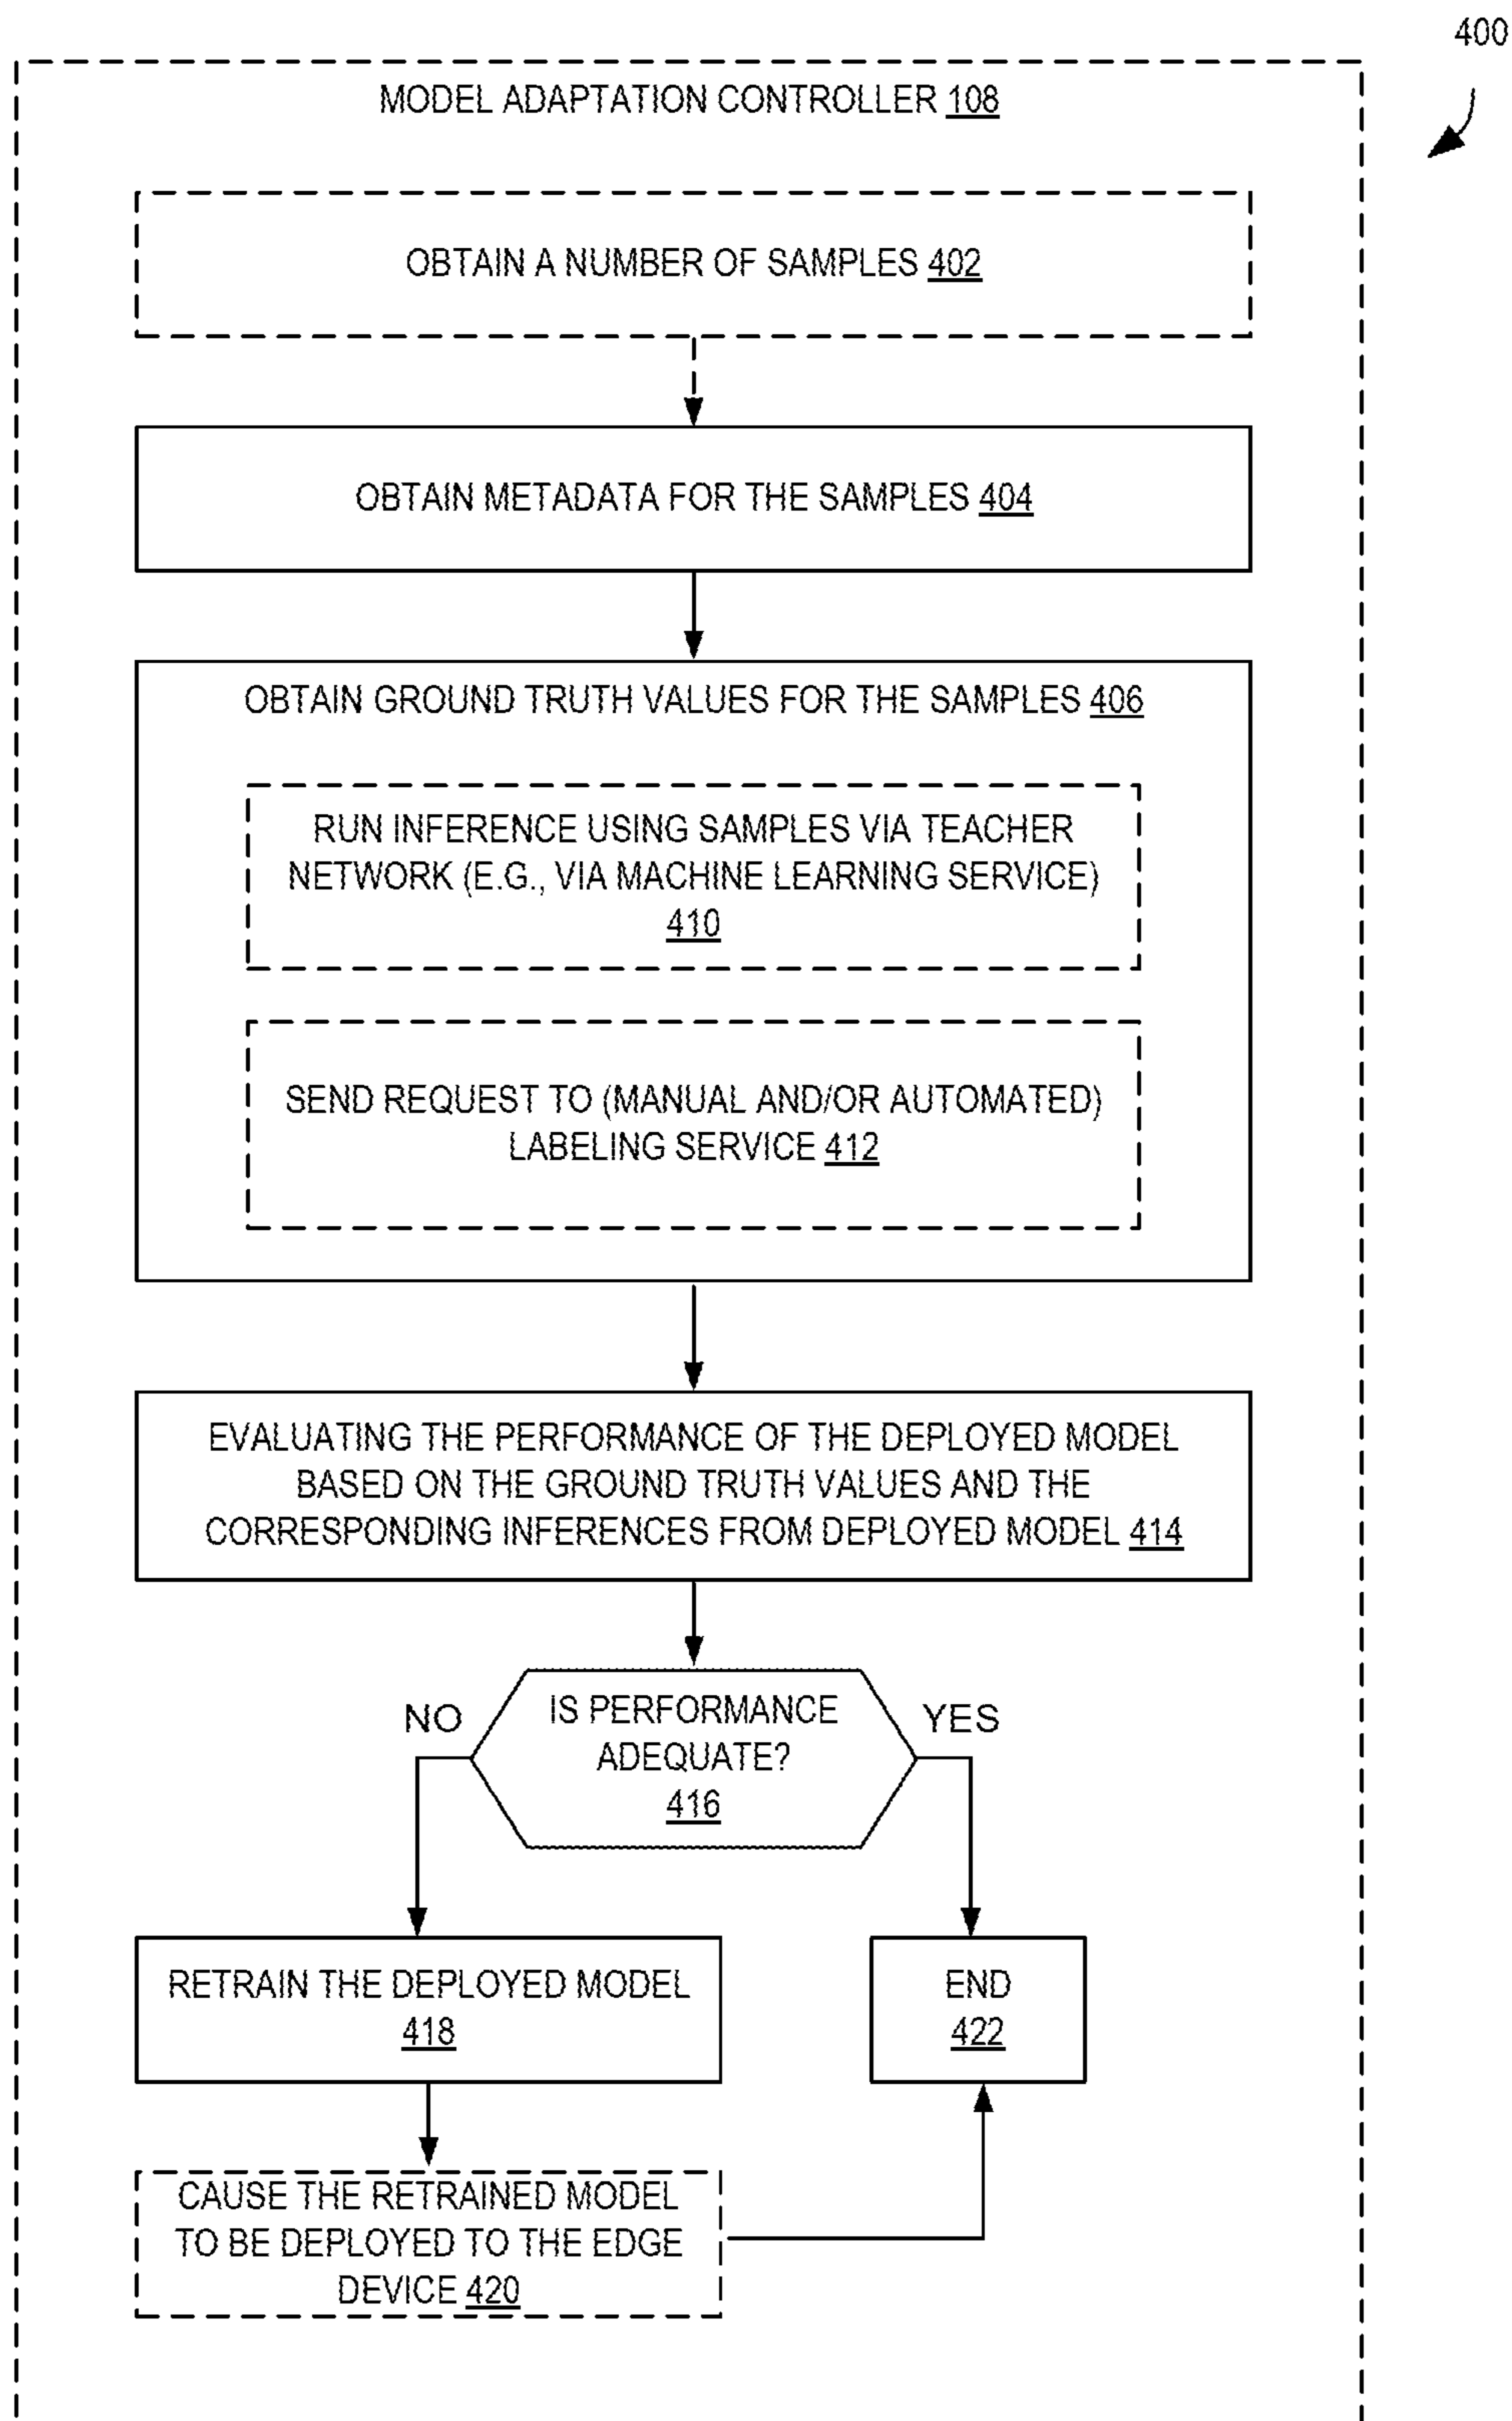 400
MODEL ADAPTATION CONTROLLER 108
OBTAIN A NUMBER OF SAMPLES 402
OBTAIN METADATA FOR THE SAMPLES 404
OBTAIN GROUND TRUTH VALUES FOR THE SAMPLES 406
RUN INFERENCE USING SAMPLES VIA TEACHER
NETWORK (E.G., VIA MACHINE LEARNING SERVICE)
410
SEND REQUEST TO (MANUAL AND/OR AUTOMATED)
LABELING SERVICE 412
EVALUATING THE PERFORMANCE OF THE DEPLOYED MODEL
BASED ON THE GROUND TRUTH VALUES AND THE
CORRESPONDING INFERENCES FROM DEPLOYED MODEL 414
NO
IS PERFORMANCE
ADEQUATE?
416
YES
RETRAIN THE DEPLOYED MODEL
418
END
422
CAUSE THE RETRAINED MODEL
TO BE DEPLOYED TO THE EDGE
DEVICE 420